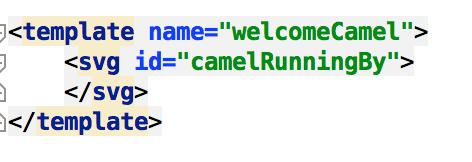 <template name="welcomeCamel">
    <svg id="camelRunningBy">
    </svg>
</template>